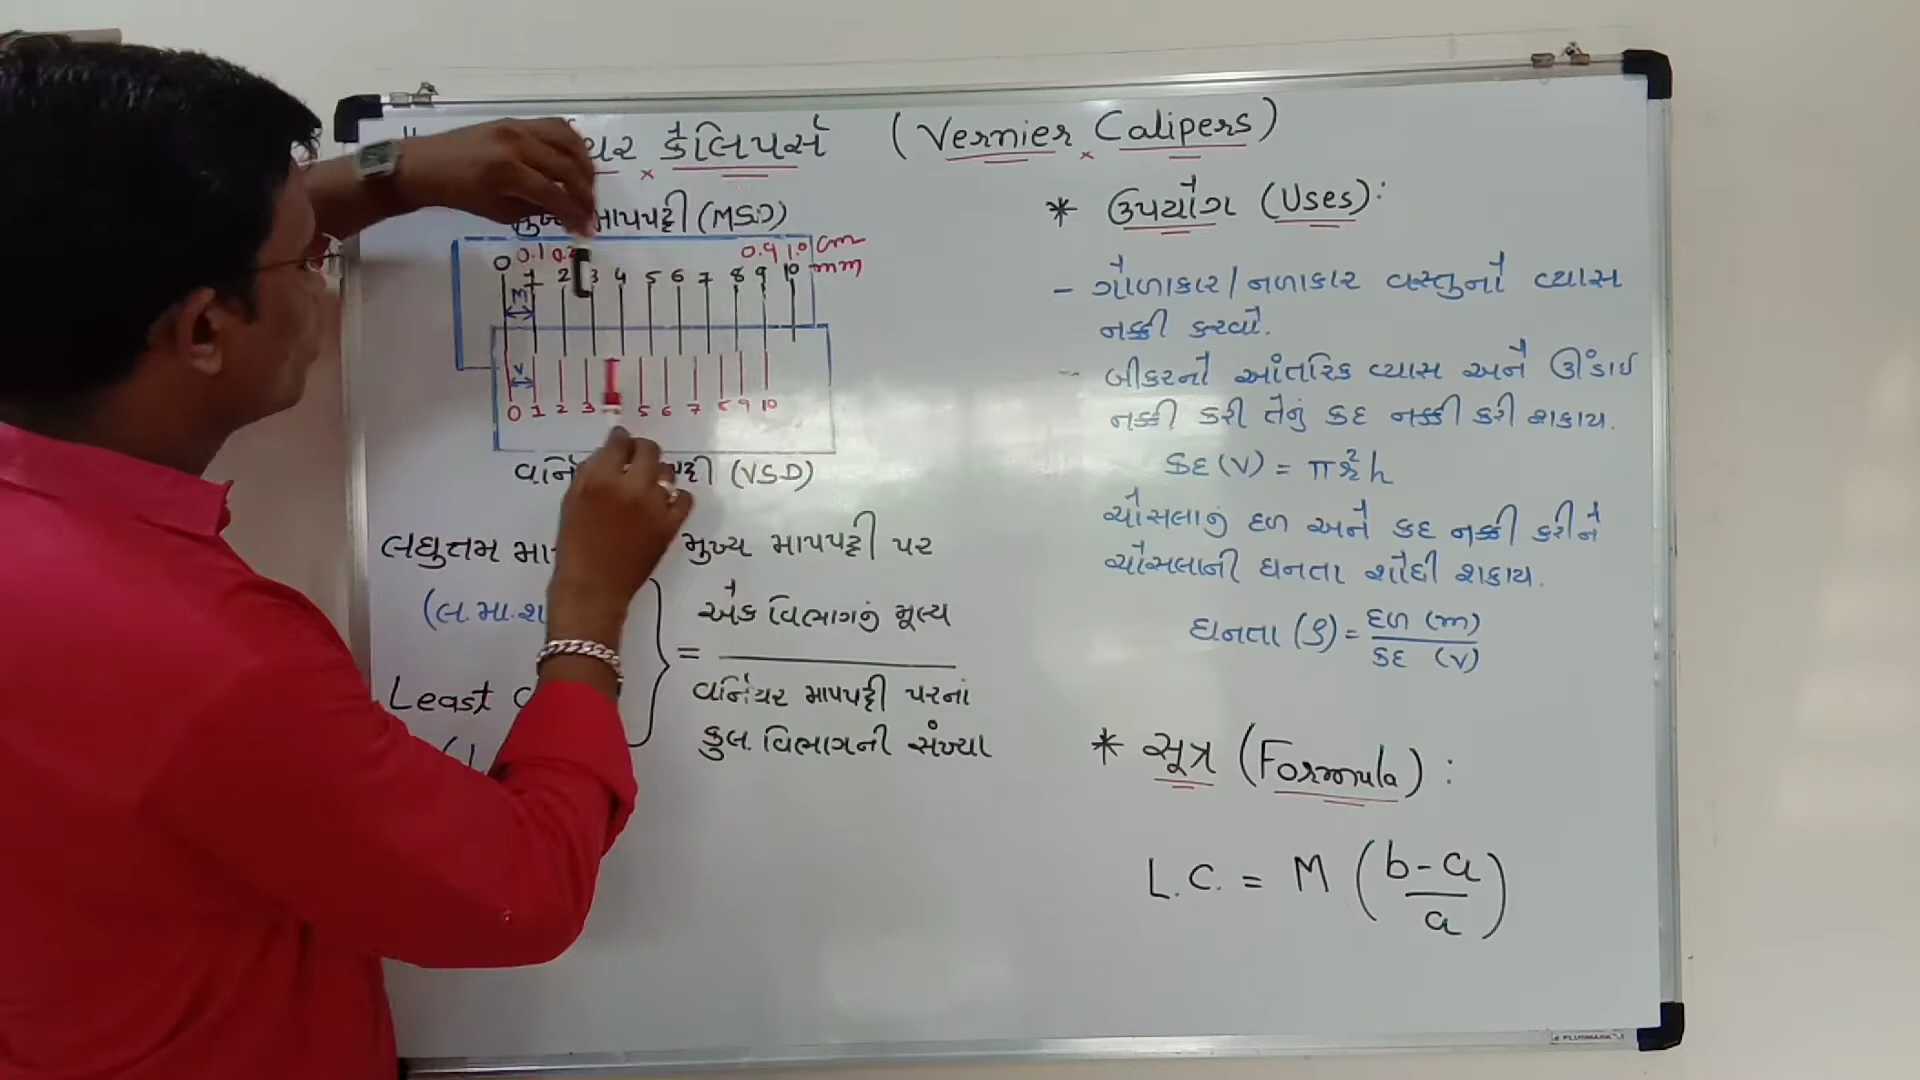 કેલિપર્સ (Vernier Calipers)
માપપટ્ટી (MSD)
0.1 0.9 1.0 cm
0 1 2 3 4 5 6 7 8 9 10 mm
M
V
0 1 2 3 5 6 7 8 9 10
(VSD)
લઘુત્તમ
મુખ્ય માપપટ્ટી પર
(લ.મા.શ
એક વિભાગનું મૂલ્ય
=
Least
વર્નિયર માપપટ્ટી પરનાં
કુલ વિભાગની સંખ્યા
* ઉપયોગ (Uses):
- ગોળાકાર/નળાકાર વસ્તુનો વ્યાસ
નક્કી કરવો.
- બીકરનો આંતરિક વ્યાસ અને ઊંડાઈ
નક્કી કરી તેનું કદ નક્કી કરી શકાય.
કદ (V) = πr²h
ચોસલાનું દળ અને કદ નક્કી કરીને
ચોસલાની ઘનતા શોધી શકાય.
ઘનતા (ρ) = દળ (m)
કદ (V)
* સૂત્ર (Formula) :
L.C. = M (b-a
a)